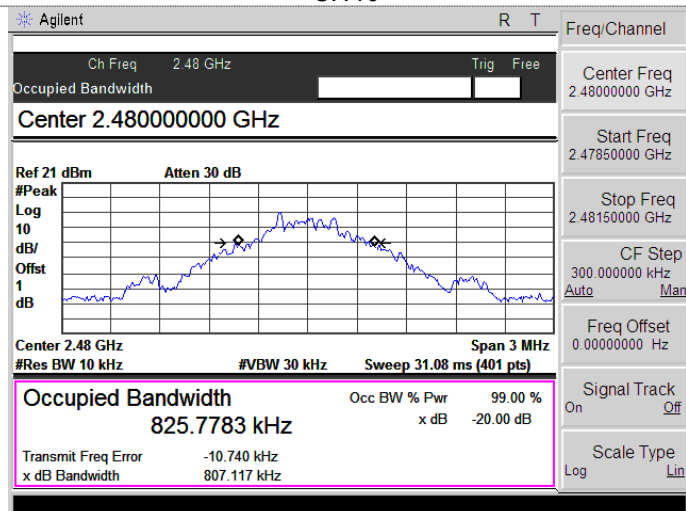 Agilent R T
Ch Freq 2.48 GHz Trig Free
Occupied Bandwidth
Center 2.480000000 GHz
Ref 21 dBm Atten 30 dB
#Peak
Log
10
dB/
Offst
1
dB
Center 2.48 GHz Span 3 MHz
#Res BW 10 kHz #VBW 30 kHz Sweep 31.08 ms (401 pts)
Occupied Bandwidth Occ BW % Pwr 99.00 %
825.7783 kHz x dB -20.00 dB
Transmit Freq Error -10.740 kHz
x dB Bandwidth 807.117 kHz
Freq/Channel
Center Freq
2.48000000 GHz
Start Freq
2.47850000 GHz
Stop Freq
2.48150000 GHz
CF Step
300.000000 kHz
Auto Man
Freq Offset
0.00000000 Hz
Signal Track
On Off
Scale Type
Log Lin